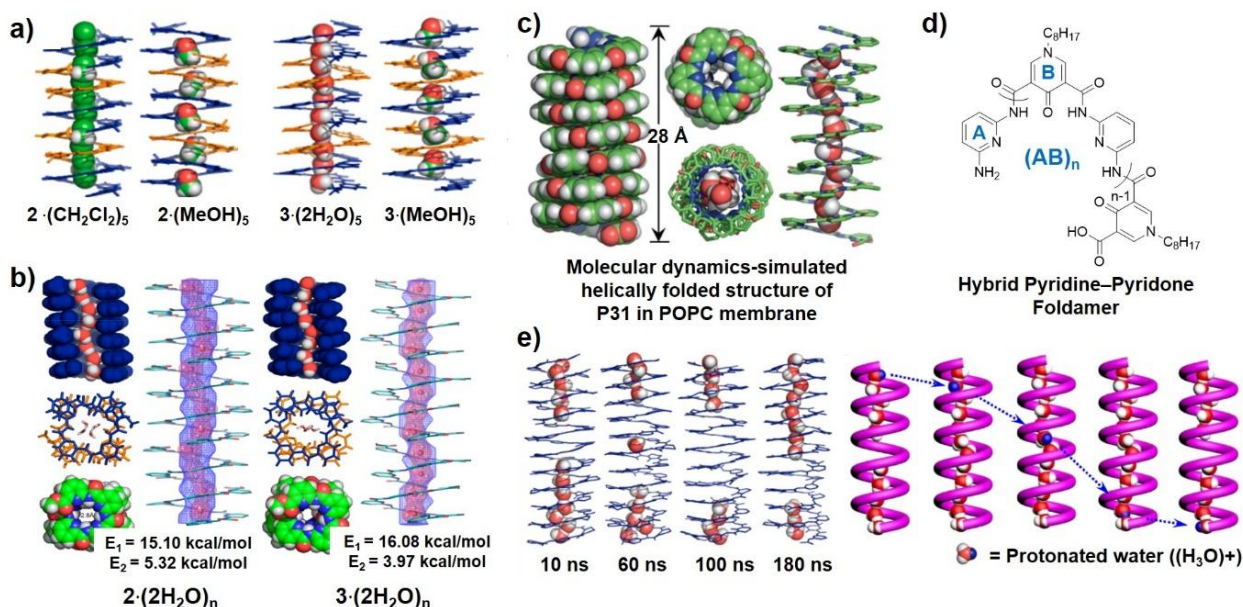 a)
2·(CH₂Cl₂)₅ 2·(MeOH)₅ 3·(2H₂O)₅ 3·(MeOH)₅
b)
2.8Å
E₁ = 15.10 kcal/mol
E₂ = 5.32 kcal/mol
2·(2H₂O)ₙ
E₁ = 16.08 kcal/mol
E₂ = 3.97 kcal/mol
3·(2H₂O)ₙ
c)
28 Å
Molecular dynamics-simulated
helically folded structure of
P31 in POPC membrane
d)
C₈H₁₇
N
B
O O O
NH HN
A N N
NH₂
(AB)ₙ
HN
n-1 O
O
HO N
O C₈H₁₇
Hybrid Pyridine–Pyridone
Foldamer
e)
10 ns 60 ns 100 ns 180 ns
= Protonated water ((H₃O)+)